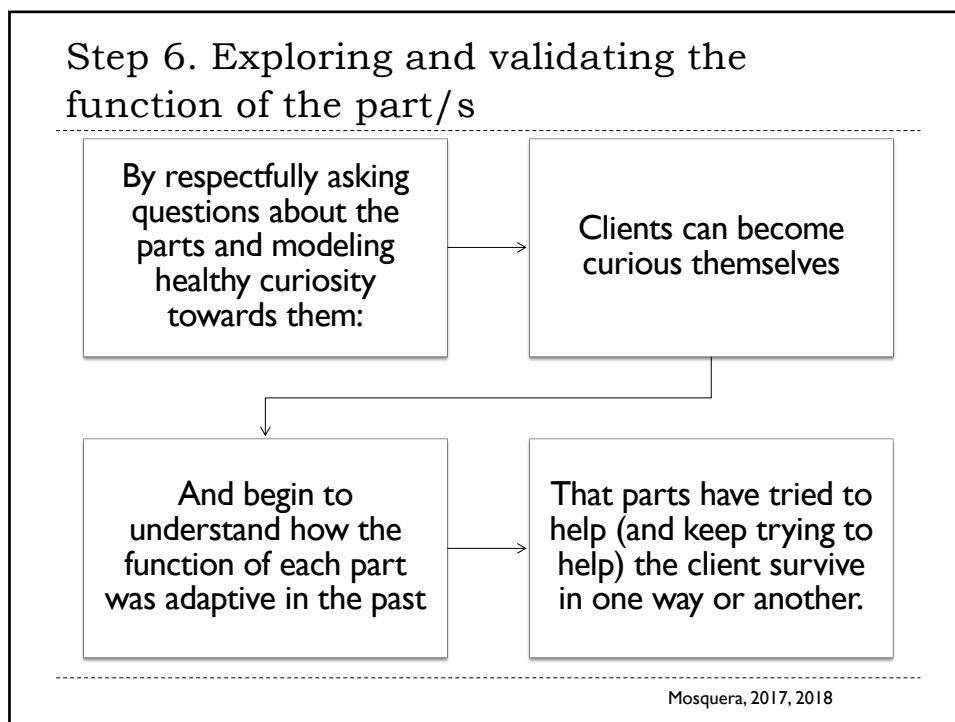 Step 6. Exploring and validating the
function of the part/s
By respectfully asking
questions about the
parts and modeling
healthy curiosity
towards them:
Clients can become
curious themselves
And begin to
understand how the
function of each part
was adaptive in the past
That parts have tried to
help (and keep trying to
help) the client survive
in one way or another.
Mosquera, 2017, 2018